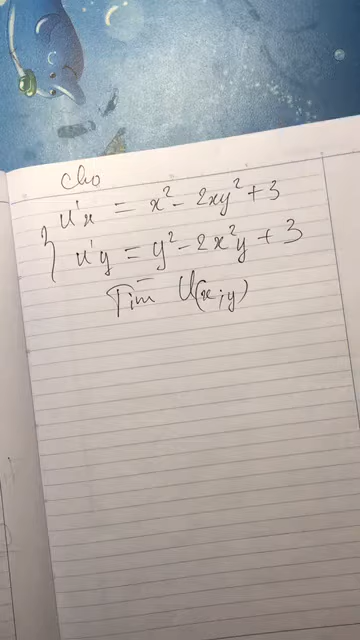 Cho
{ u'x = x² - 2xy² + 3
u'y = y² - 2x²y + 3
Tìm U(x;y)